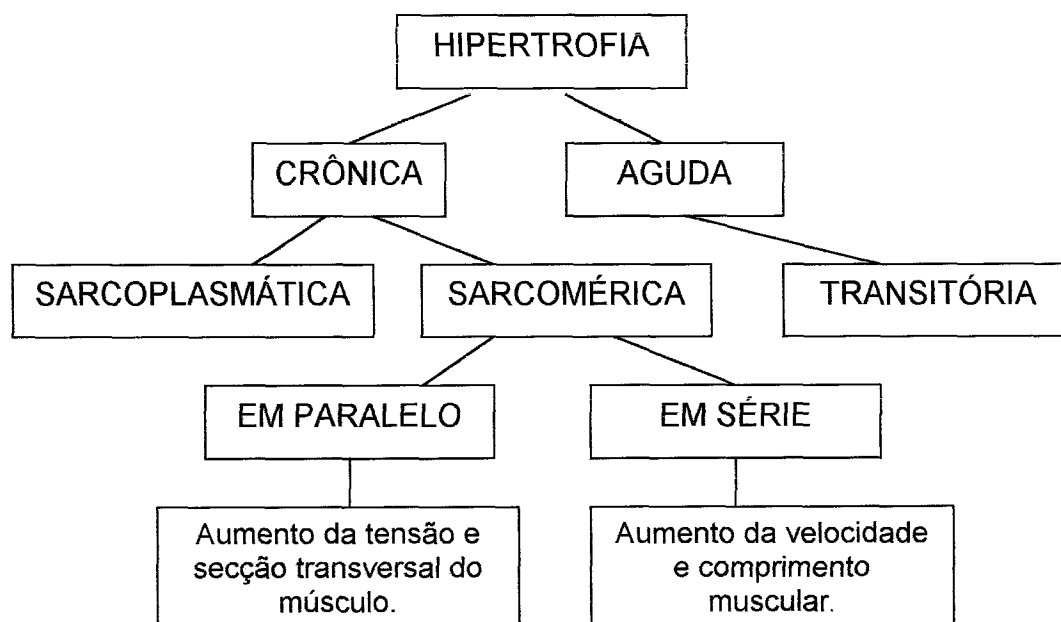 HIPERTROFIA
CRÔNICA
AGUDA
SARCOPLASMÁTICA
SARCOMÉRICA
TRANSITÓRIA
EM PARALELO
EM SÉRIE
Aumento da tensão e
secção transversal do
músculo.
Aumento da velocidade
e comprimento
muscular.